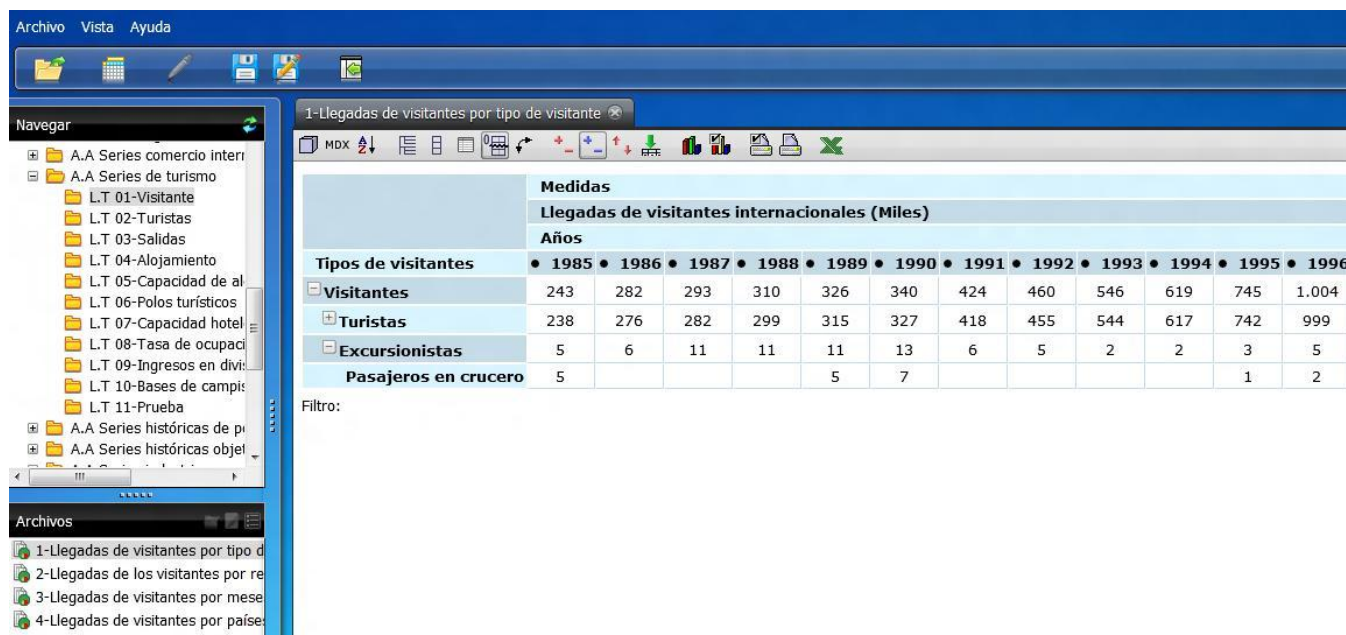 Archivo Vista Ayuda
Navegar
A.A Series comercio interr
A.A Series de turismo
L.T 01-Visitante
L.T 02-Turistas
L.T 03-Salidas
L.T 04-Alojamiento
L.T 05-Capacidad de al
L.T 06-Polos turísticos
L.T 07-Capacidad hotel
L.T 08-Tasa de ocupaci
L.T 09-Ingresos en divi
L.T 10-Bases de campis
L.T 11-Prueba
A.A Series históricas de p
A.A Series históricas objet
Archivos
1-Llegadas de visitantes por tipo d
2-Llegadas de los visitantes por re
3-Llegadas de visitantes por mese
4-Llegadas de visitantes por paíse
1-Llegadas de visitantes por tipo de visitante
MDX
Medidas
Llegadas de visitantes internacionales (Miles)
Años
Tipos de visitantes 1985 1986 1987 1988 1989 1990 1991 1992 1993 1994 1995 1996
Visitantes 243 282 293 310 326 340 424 460 546 619 745 1.004
Turistas 238 276 282 299 315 327 418 455 544 617 742 999
Excursionistas 5 6 11 11 11 13 6 5 2 2 3 5
Pasajeros en crucero 5 5 7 1 2
Filtro: